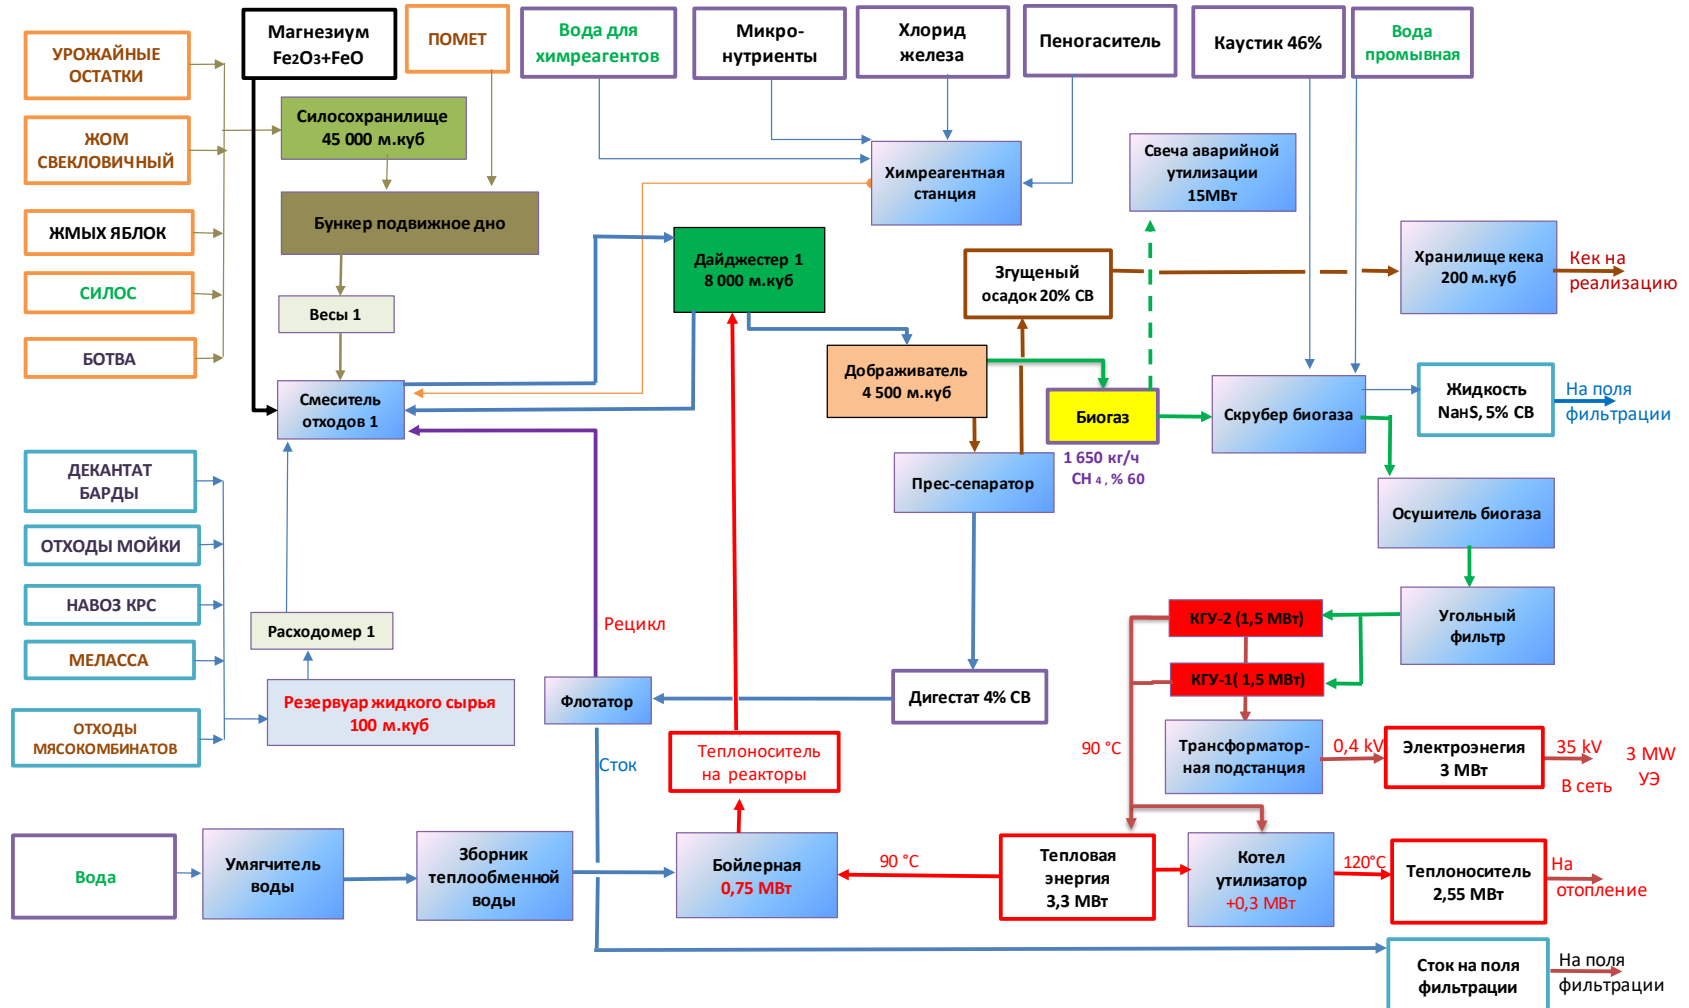 УРОЖАЙНЫЕ
ОСТАТКИ
Магнезиум
Fe2O3+FeO
ПОМЕТ
Вода для
химреагентов
Микро-
нутриенты
Хлорид
железа
Пеногаситель
Каустик 46%
Вода
промывная
ЖОМ
СВЕКЛОВИЧНЫЙ
Силосохранилище
45 000 м.куб
Химреагентная
станция
Свеча аварийной
утилизации
15МВт
ЖМЫХ ЯБЛОК
Бункер подвижное дно
Дайджестер 1
8 000 м.куб
Згущеный
осадок 20% СВ
Хранилище кека
200 м.куб
Кек на
реализацию
СИЛОС
Весы 1
БОТВА
Смеситель
отходов 1
Дображиватель
4 500 м.куб
Биогаз
1 650 кг/ч
CH 4 , % 60
Скрубер биогаза
Жидкость
NaHS, 5% СВ
На поля
фильтрации
ДЕКАНТАТ
БАРДЫ
Прес-сепаратор
Осушитель биогаза
ОТХОДЫ МОЙКИ
НАВОЗ КРС
Расходомер 1
Рецикл
КГУ-2 (1,5 МВт)
Угольный
фильтр
МЕЛАССА
КГУ-1( 1,5 МВт)
Резервуар жидкого сырья
100 м.куб
Флотатор
Дигестат 4% СВ
ОТХОДЫ
МЯСОКОМБИНАТОВ
Сток
Теплоноситель
на реакторы
90 °C
Трансформатор-
ная подстанция
0,4 kV
Электроэнегия
3 МВт
35 kV
В сеть
3 MW
УЭ
Вода
Умягчитель
воды
Зборник
теплообменной
воды
Бойлерная
0,75 МВт
90 °C
Тепловая
энергия
3,3 МВт
Котел
утилизатор
+0,3 МВт
120°C
Теплоноситель
2,55 МВт
На
отопление
Сток на поля
фильтрации
На поля
фильтрации